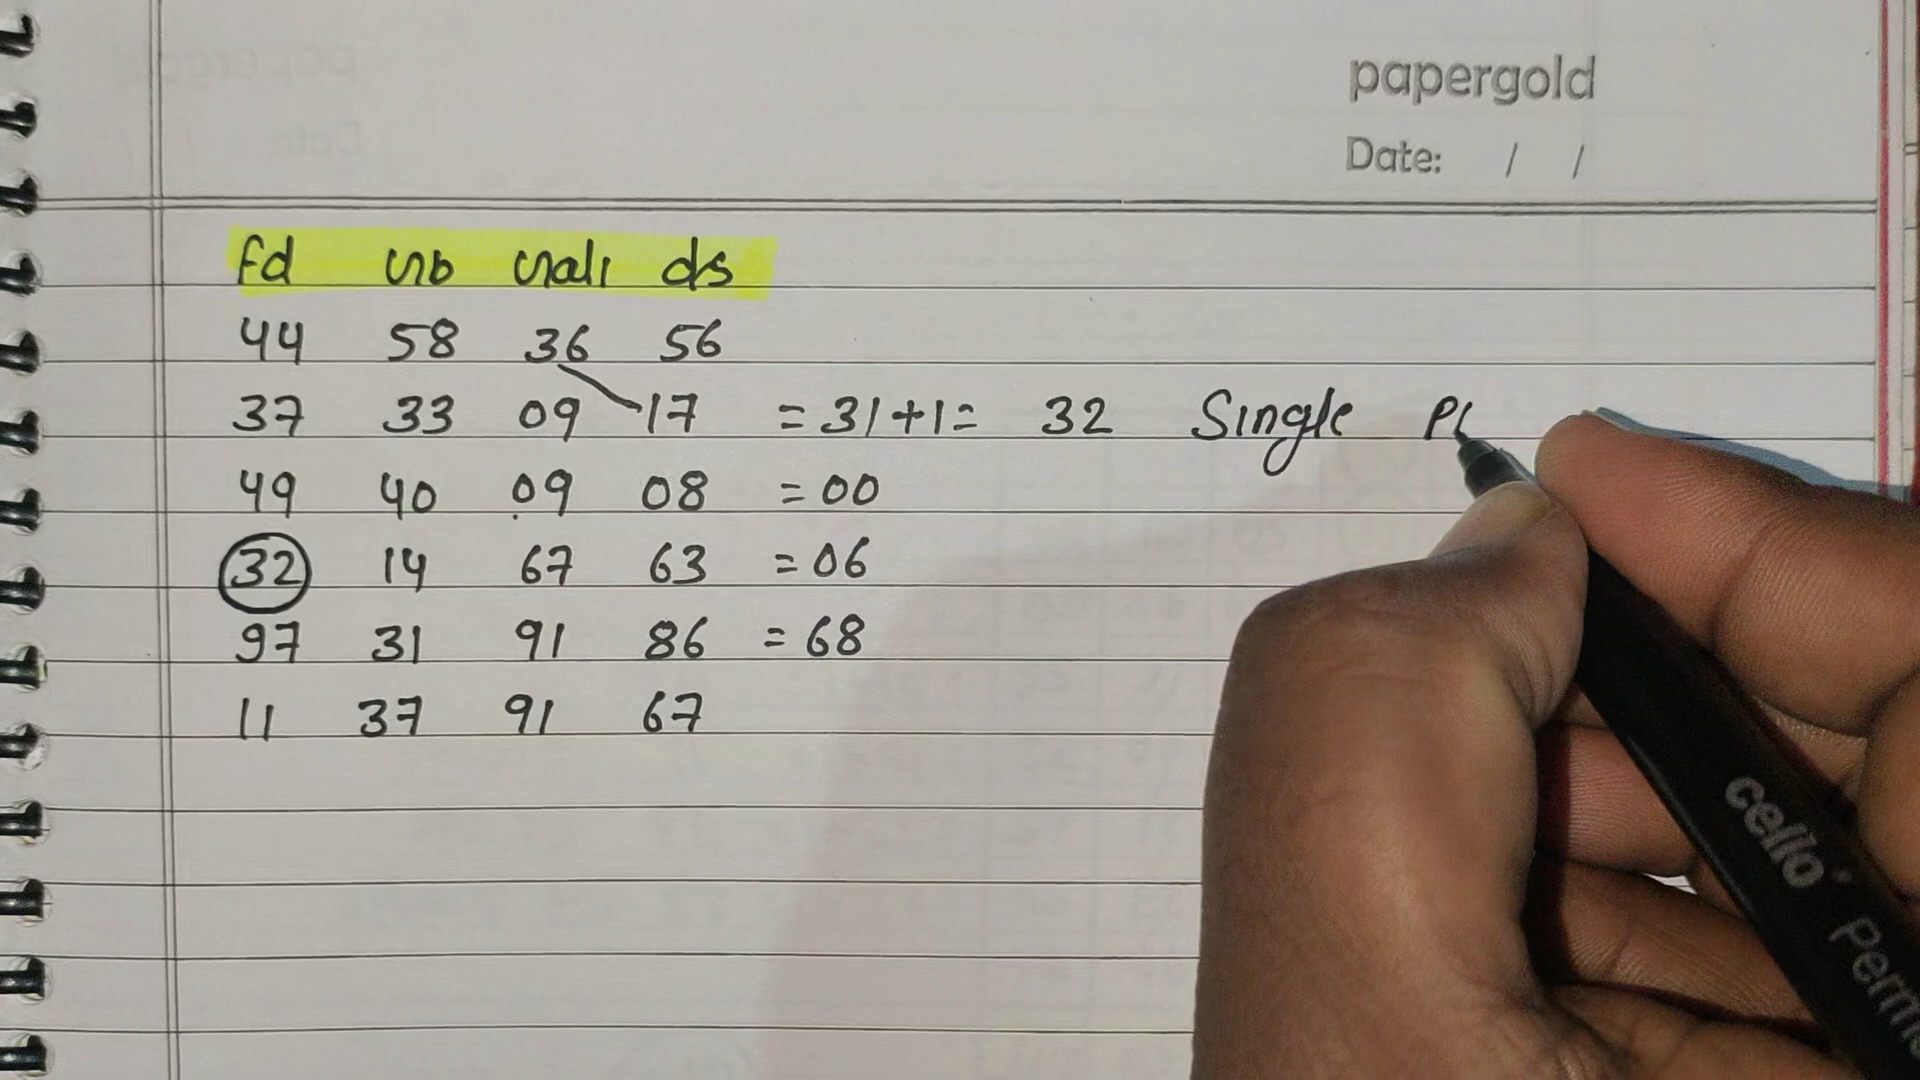 papergold
Date: / /
Fd GB Gali ds
44 58 36 56
37 33 09 17 = 31+1= 32 Single
49 40 09 08 = 00
32 14 67 63 = 06
97 31 91 86 = 68
11 37 91 67
cello